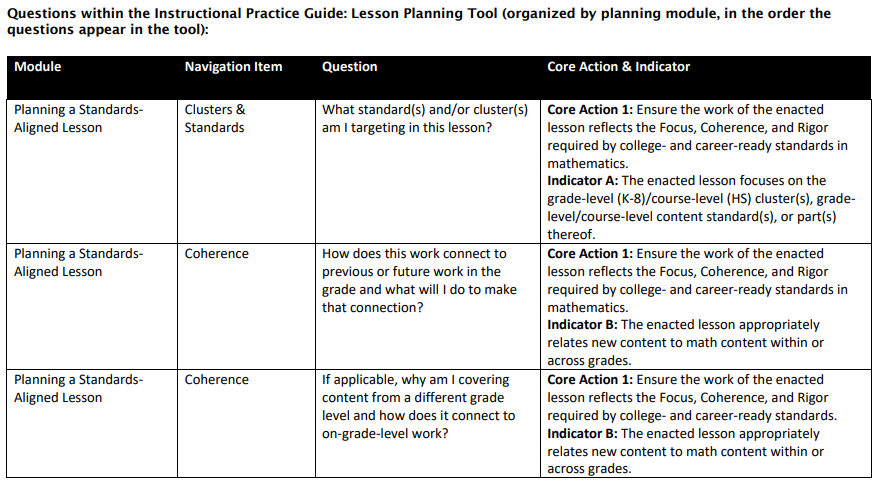 Questions within the Instructional Practice Guide: Lesson Planning Tool (organized by planning module, in the order the
questions appear in the tool):
Module
Navigation Item
Question
Core Action & Indicator
Planning a Standards-
Aligned Lesson
Clusters &
Standards
What standard(s) and/or cluster(s)
am I targeting in this lesson?
Core Action 1: Ensure the work of the enacted
lesson reflects the Focus, Coherence, and Rigor
required by college- and career-ready standards in
mathematics.
Indicator A: The enacted lesson focuses on the
grade-level (K-8)/course-level (HS) cluster(s), grade-
level/course-level content standard(s), or part(s)
thereof.
Planning a Standards-
Aligned Lesson
Coherence
How does this work connect to
previous or future work in the
grade and what will I do to make
that connection?
Core Action 1: Ensure the work of the enacted
lesson reflects the Focus, Coherence, and Rigor
required by college- and career-ready standards in
mathematics.
Indicator B: The enacted lesson appropriately
relates new content to math content within or
across grades.
Planning a Standards-
Aligned Lesson
Coherence
If applicable, why am I covering
content from a different grade
level and how does it connect to
on-grade-level work?
Core Action 1: Ensure the work of the enacted
lesson reflects the Focus, Coherence, and Rigor
required by college- and career-ready standards.
Indicator B: The enacted lesson appropriately
relates new content to math content within or
across grades.